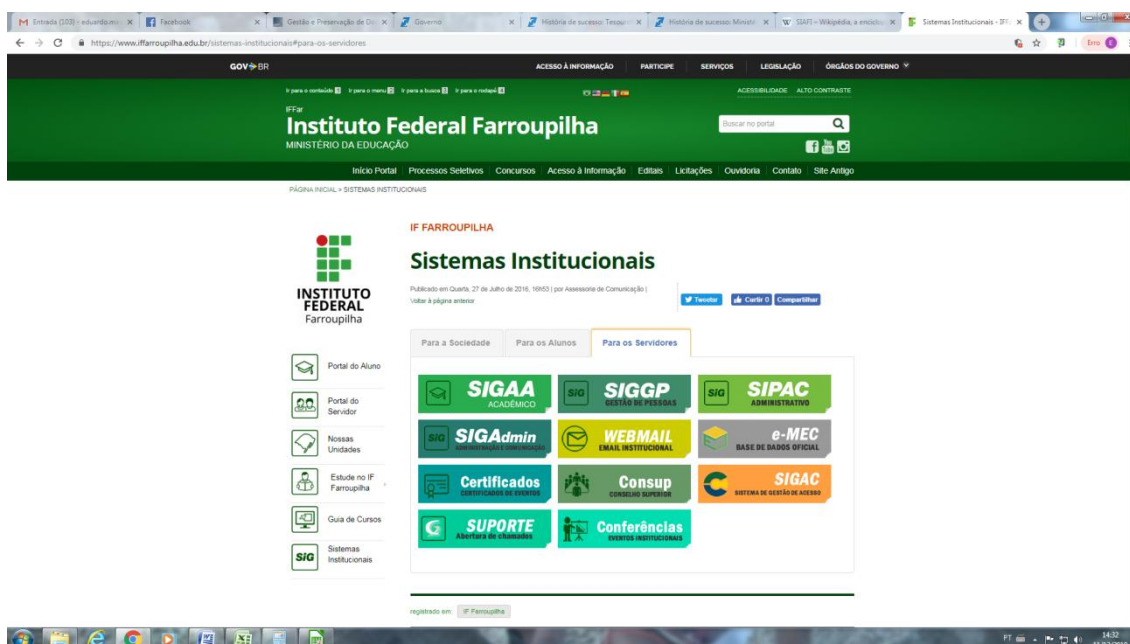 Entrada (103) - eduardo.mi
Facebook
Gestão e Preservação de Do
Governo
História de sucesso: Tesour
História de sucesso: Ministé
SIAFI – Wikipédia, a encicloc
Sistemas Institucionais - IFF
https://www.iffarroupilha.edu.br/sistemas-institucionais#para-os-servidores
Erro
GOVBR
ACESSO À INFORMAÇÃO
PARTICIPE
SERVIÇOS
LEGISLAÇÃO
ÓRGÃOS DO GOVERNO
Ir para o conteúdo 1 Ir para o menu 2 Ir para a busca 3 Ir para o rodapé 4
ACESSIBILIDADE ALTO CONTRASTE
IFFar
Instituto Federal Farroupilha
MINISTÉRIO DA EDUCAÇÃO
Buscar no portal
Início Portal Processos Seletivos Concursos Acesso à Informação Editais Licitações Ouvidoria Contato Site Antigo
PÁGINA INICIAL > SISTEMAS INSTITUCIONAIS
INSTITUTO
FEDERAL
Farroupilha
Portal do Aluno
Portal do
Servidor
Nossas
Unidades
Estude no IF
Farroupilha
Guia de Cursos
SIG
Sistemas
Institucionais
IF FARROUPILHA
Sistemas Institucionais
Publicado em Quarta, 27 de Julho de 2016, 16h53 | por Assessoria de Comunicação |
Voltar à página anterior
Tweetar
Curtir 0
Compartilhar
Para a Sociedade
Para os Alunos
Para os Servidores
SIGAA
ACADÊMICO
SIG
SIGGP
GESTÃO DE PESSOAS
SIG
SIPAC
ADMINISTRATIVO
SIG
SIGAdmin
ADMINISTRAÇÃO E COMUNICAÇÃO
WEBMAIL
EMAIL INSTITUCIONAL
e-MEC
BASE DE DADOS OFICIAL
Certificados
CERTIFICADOS DE EVENTOS
Consup
CONSELHO SUPERIOR
SIGAC
SISTEMA DE GESTÃO DE ACESSO
SUPORTE
Abertura de chamados
Conferências
EVENTOS INSTITUCIONAIS
registrado em: IF Farroupilha
PT
14:32